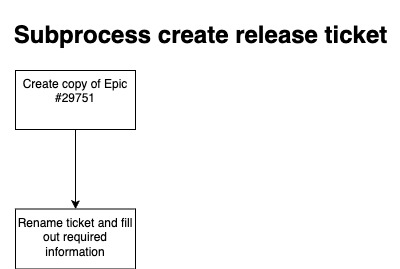 Subprocess create release ticket
Create copy of Epic
#29751
Rename ticket and fill
out required
information